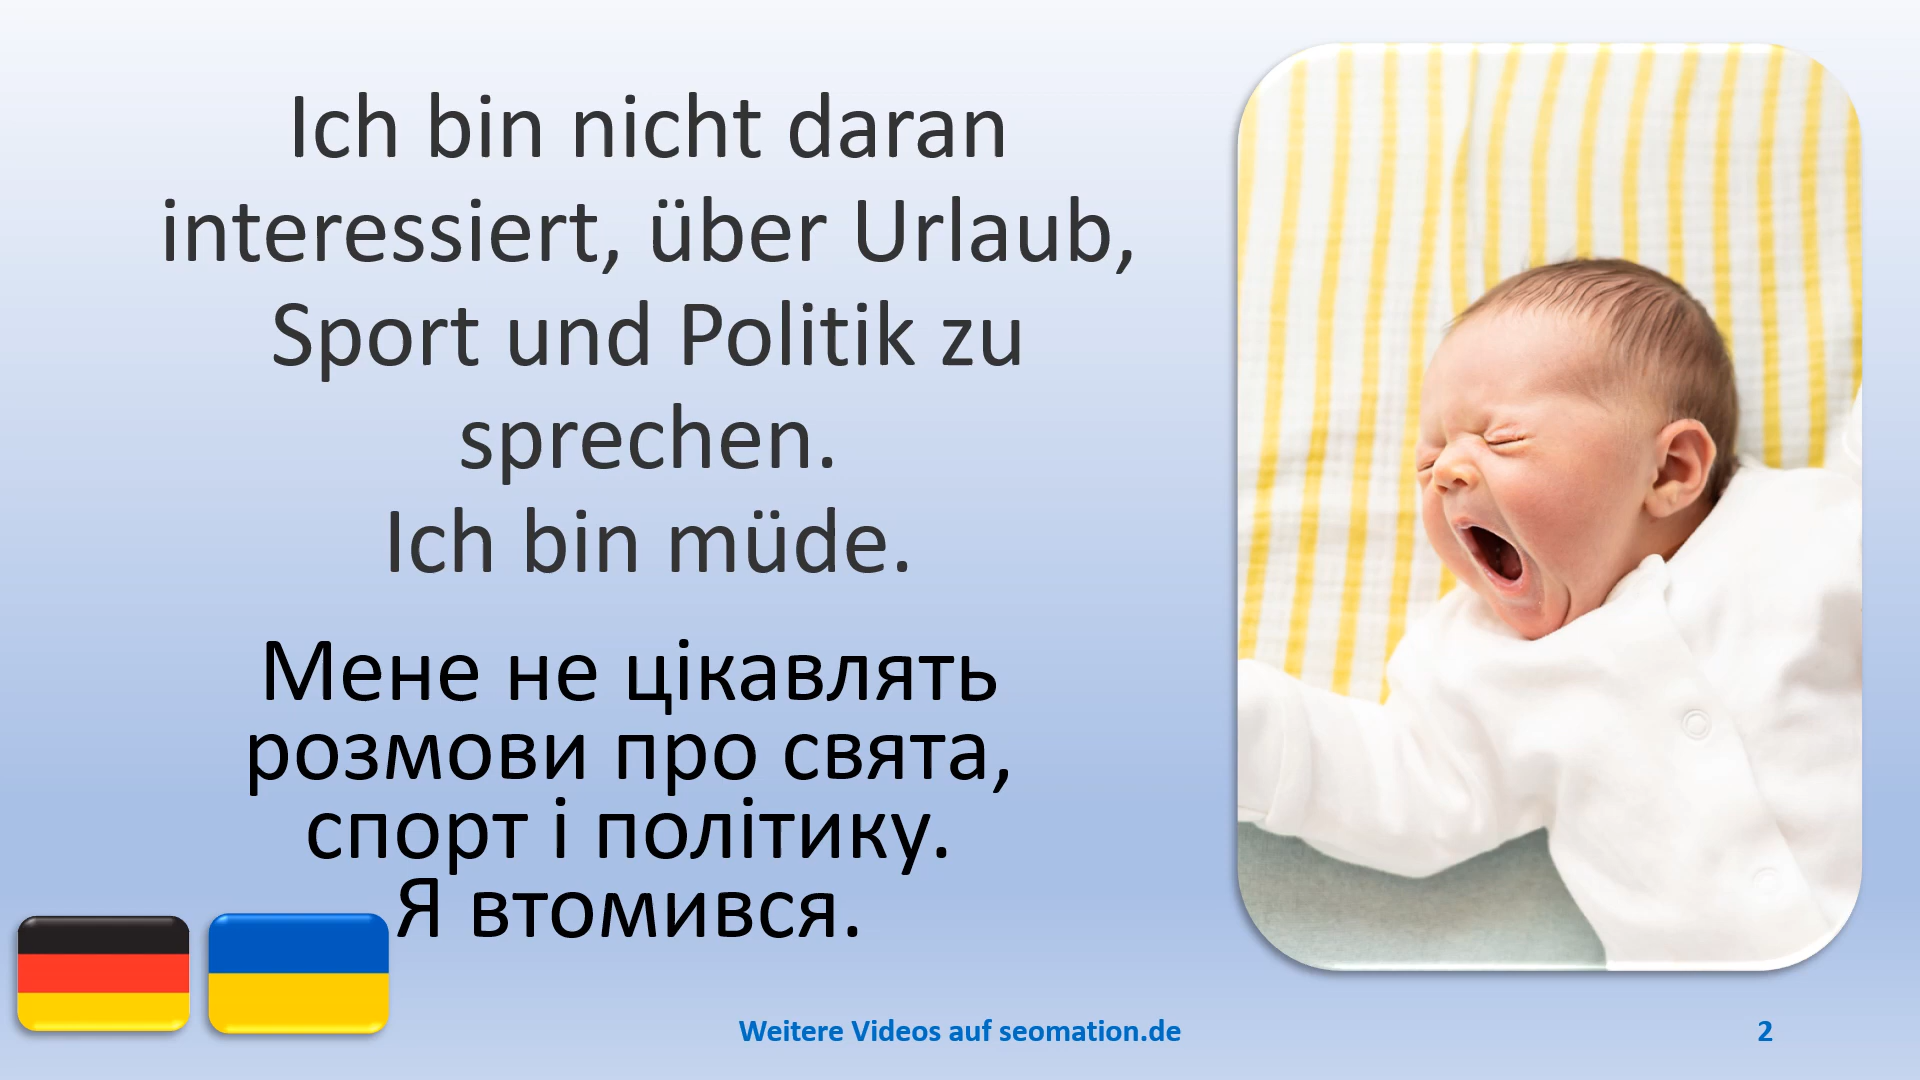 Ich bin nicht daran
interessiert, über Urlaub,
Sport und Politik zu
sprechen.
Ich bin müde.
Мене не цікавлять
розмови про свята,
спорт і політику.
Я втомився.
Weitere Videos auf seomation.de
2